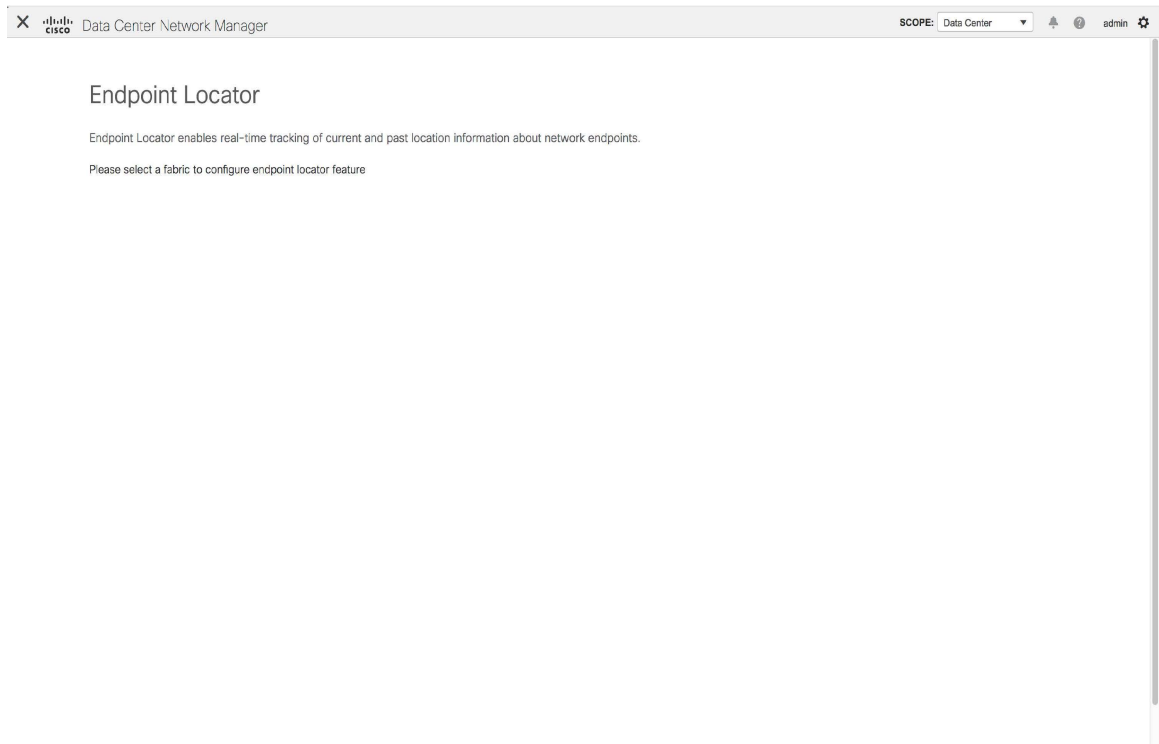 CISCO Data Center Network Manager
SCOPE: Data Center
admin
Endpoint Locator
Endpoint Locator enables real-time tracking of current and past location information about network endpoints.
Please select a fabric to configure endpoint locator feature